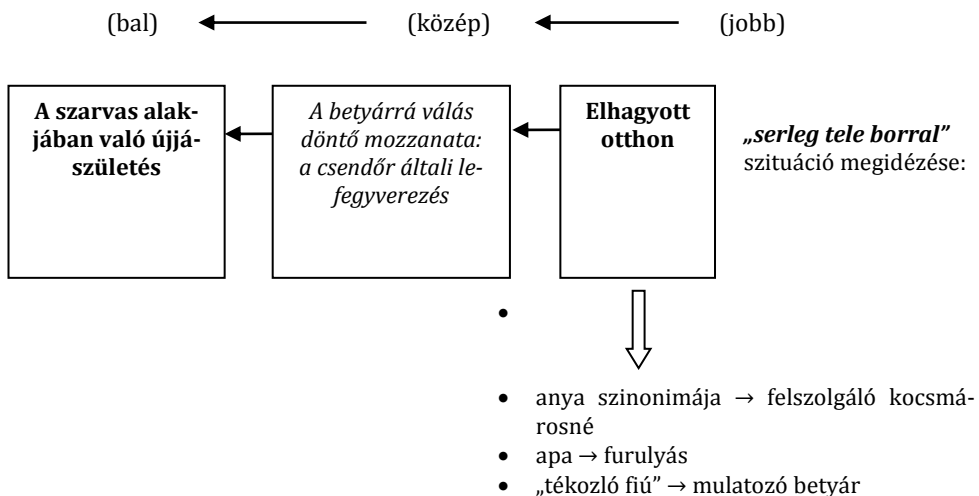 (bal) (közép) (jobb)
A szarvas alak-
jában való újjá-
születés
A betyárrá válás
döntő mozzanata:
a csendőr általi le-
fegyverezés
Elhagyott
otthon
„serleg tele borral”
szituáció megidézése:
•
• anya szinonimája → felszolgáló kocsmá-
rosné
• apa → furulyás
• „tékozló fiú” → mulatozó betyár